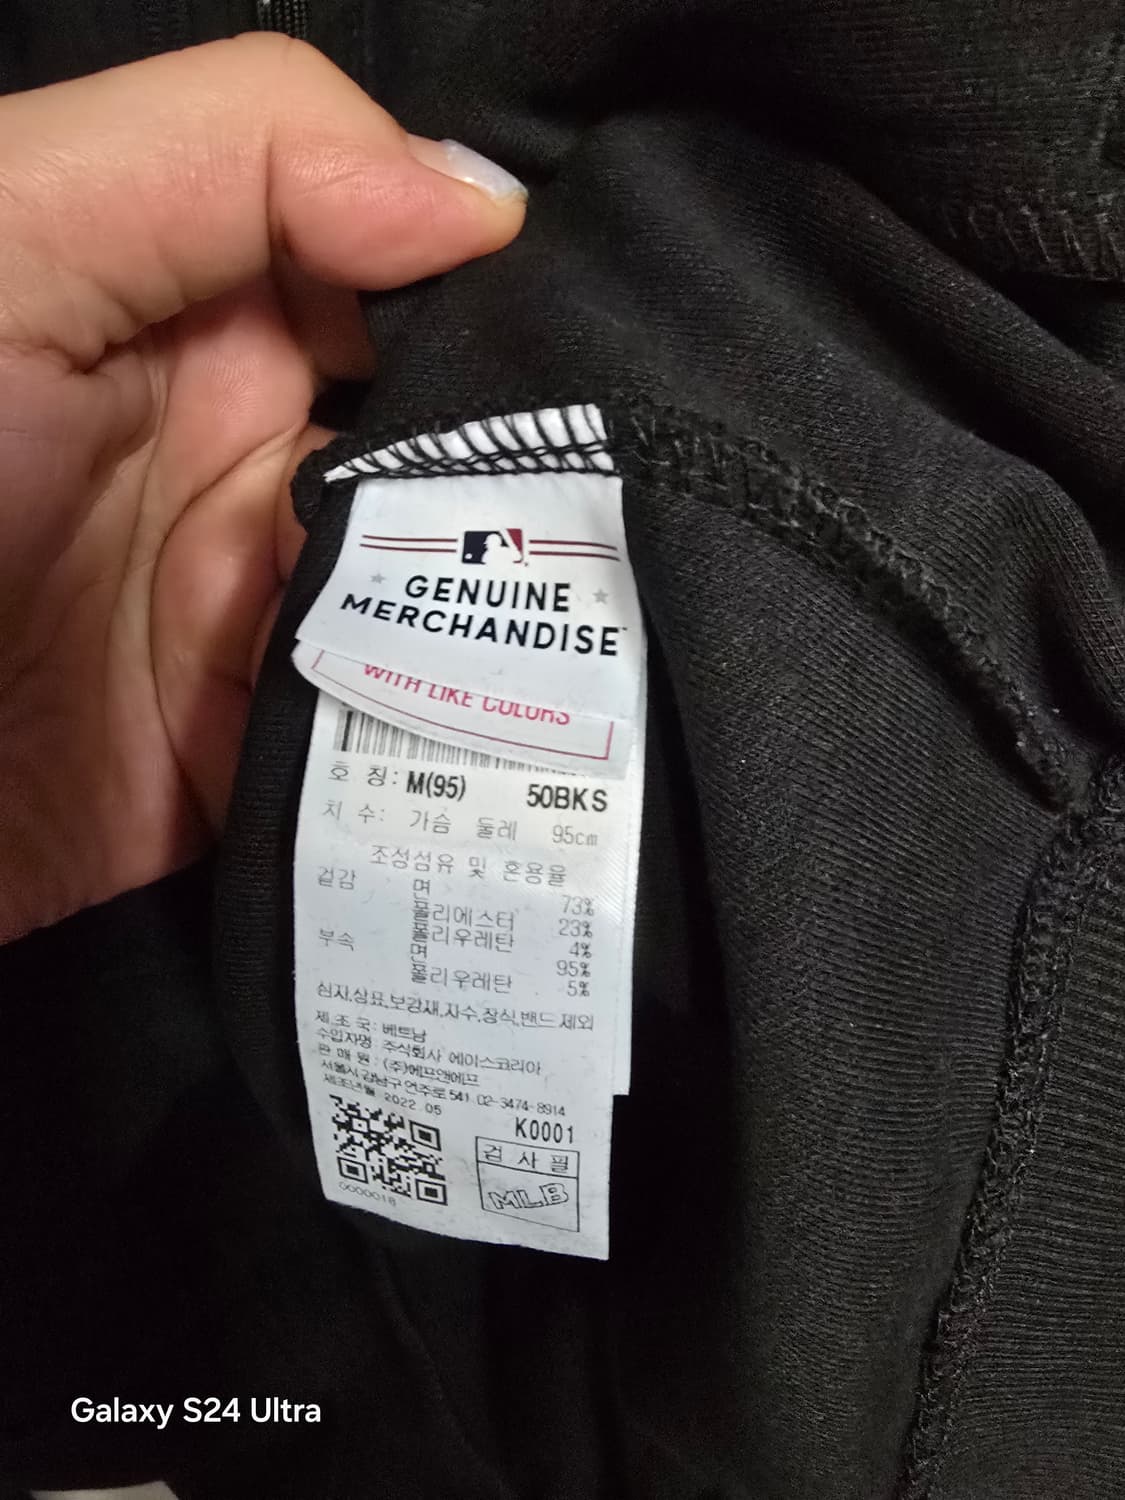 GENUINE
MERCHANDISE™
WITH LIKE COLORS
호 칭: M(95) 50BKS
치 수: 가슴 둘레 95cm
조성섬유 및 혼용율
겉감 면 73%
폴리에스터 23%
폴리우레탄 4%
부속 면 95%
폴리우레탄 5%
심지,상표,보강재,자수,장식,밴드 제외
제 조 국: 베트남
수입자명: 주식회사 에이스코리아
판 매 원: (주)에프앤에프
서울시 강남구 언주로 541 02-3474-8914
제조년월 2022.05
K0001
검 사 필
MLB
0000018
Galaxy S24 Ultra